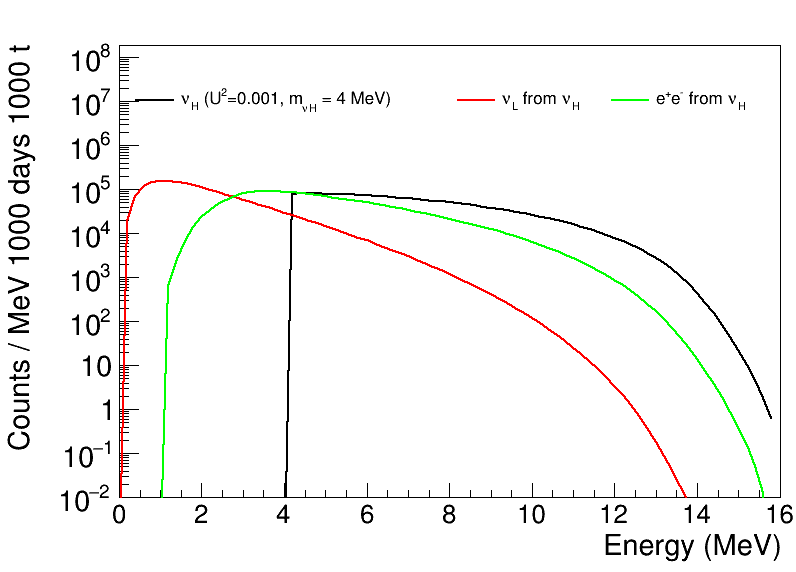 Counts / MeV 1000 days 1000 t
10⁸
10⁷
10⁶
10⁵
10⁴
10³
10²
10
1
10⁻¹
10⁻²
ν_H (U²=0.001, m_νH = 4 MeV)
ν_L from ν_H
e⁺e⁻ from ν_H
0 2 4 6 8 10 12 14 16
Energy (MeV)